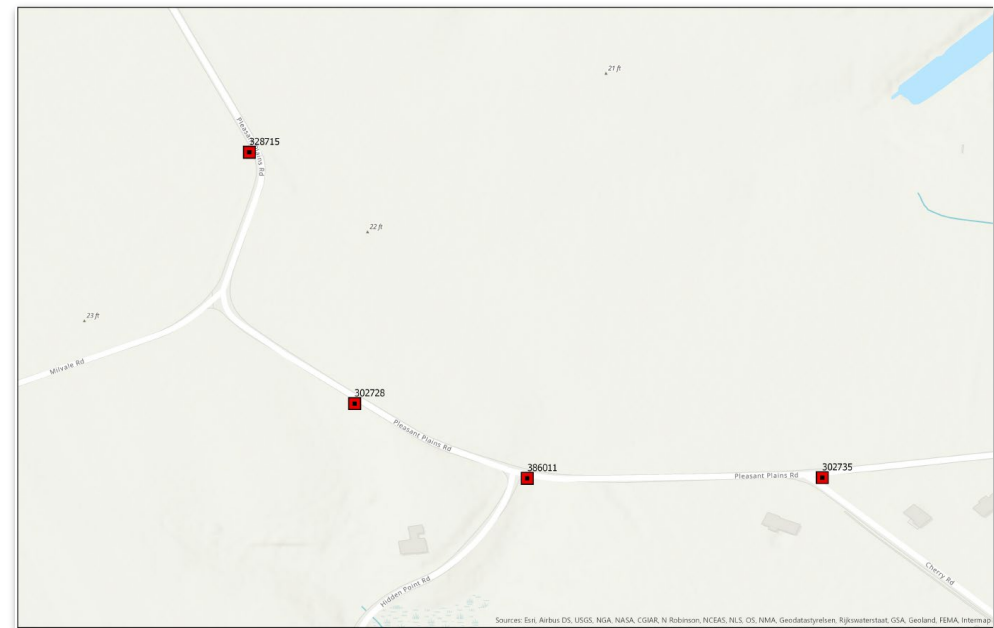 21 ft
Pleasant Plains Rd
328715
22 ft
23 ft
Milvale Rd
302728
Pleasant Plains Rd
386011
302735
Pleasant Plains Rd
Cherry Rd
Hidden Point Rd
Sources: Esri, Airbus DS, USGS, NGA, NASA, CGIAR, N Robinson, NCEAS, NLS, OS, NMA, Geodatastyrelsen, Rijkswaterstaat, GSA, Geoland, FEMA, Intermap